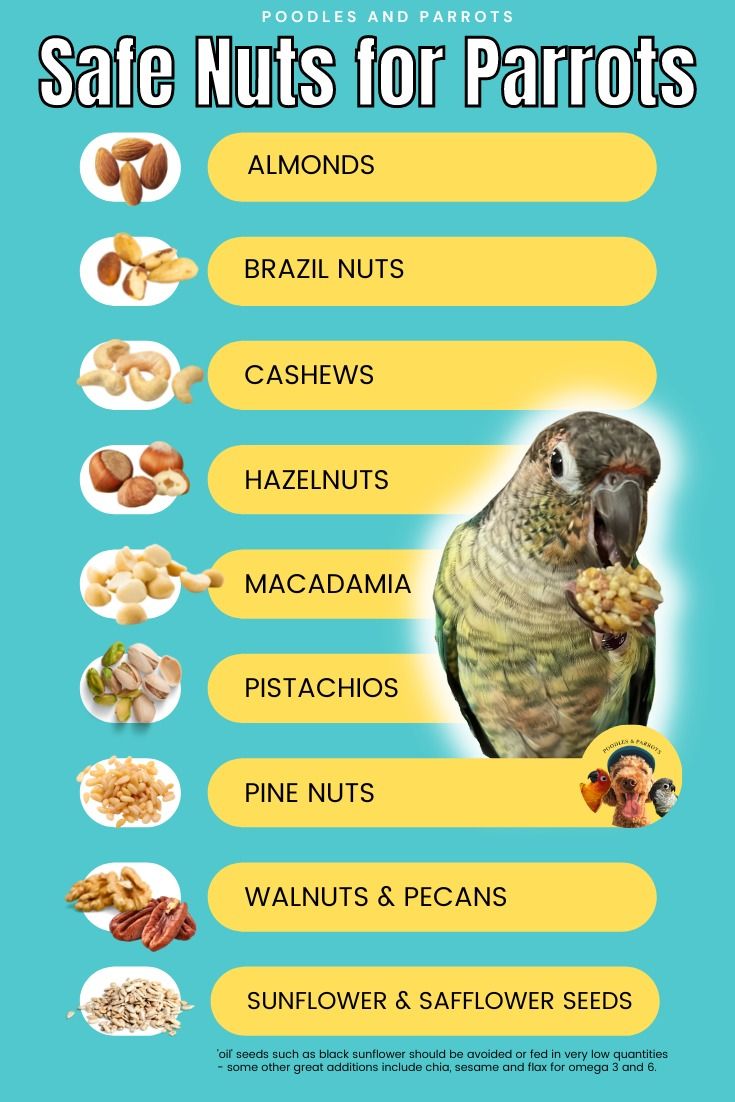 POODLES AND PARROTS
Safe Nuts for Parrots
ALMONDS
BRAZIL NUTS
CASHEWS
HAZELNUTS
MACADAMIA
PISTACHIOS
POODLES & PARROTS
PINE NUTS
WALNUTS & PECANS
SUNFLOWER & SAFFLOWER SEEDS
'oil' seeds such as black sunflower should be avoided or fed in very low quantities
- some other great additions include chia, sesame and flax for omega 3 and 6.